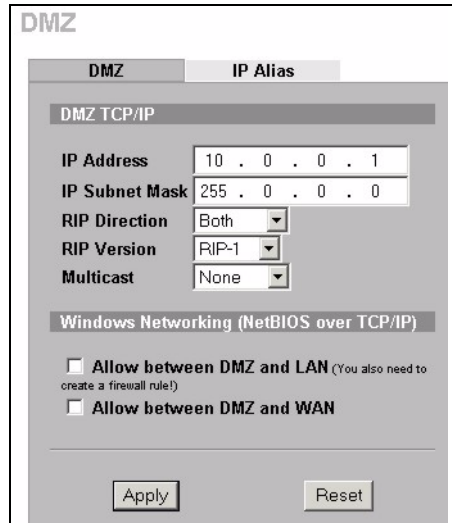 DMZ
DMZ IP Alias
DMZ TCP/IP
IP Address 10 . 0 . 0 . 1
IP Subnet Mask 255 . 0 . 0 . 0
RIP Direction Both
RIP Version RIP-1
Multicast None
Windows Networking (NetBIOS over TCP/IP)
Allow between DMZ and LAN (You also need to
create a firewall rule!)
Allow between DMZ and WAN
Apply Reset